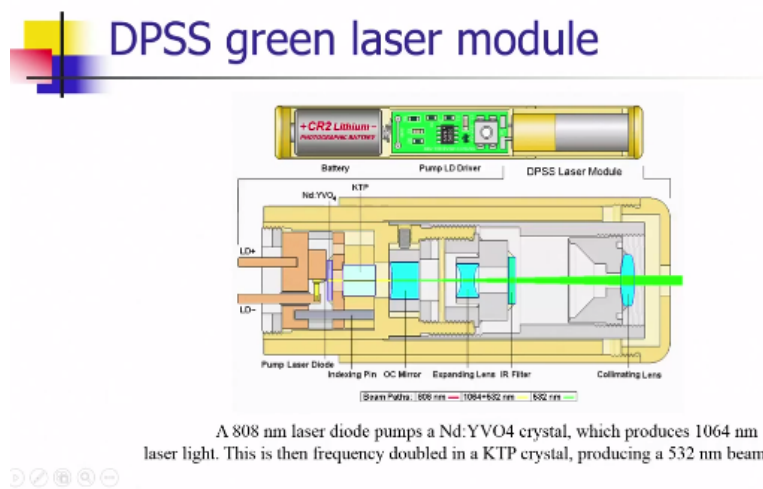 DPSS green laser module
+CR2 Lithium-
PHOTOGRAPHIC BATTERY
Battery
Pump LD Driver
DPSS Laser Module
KTP
Nd:YVO4
LD+
LD-
Pump Laser Diode
Indexing Pin
OC Mirror
Expanding Lens
IR Filter
Collimating Lens
Beam Paths: 808 nm 1064+532 nm 532 nm
A 808 nm laser diode pumps a Nd:YVO4 crystal, which produces 1064 nm
laser light. This is then frequency doubled in a KTP crystal, producing a 532 nm beam